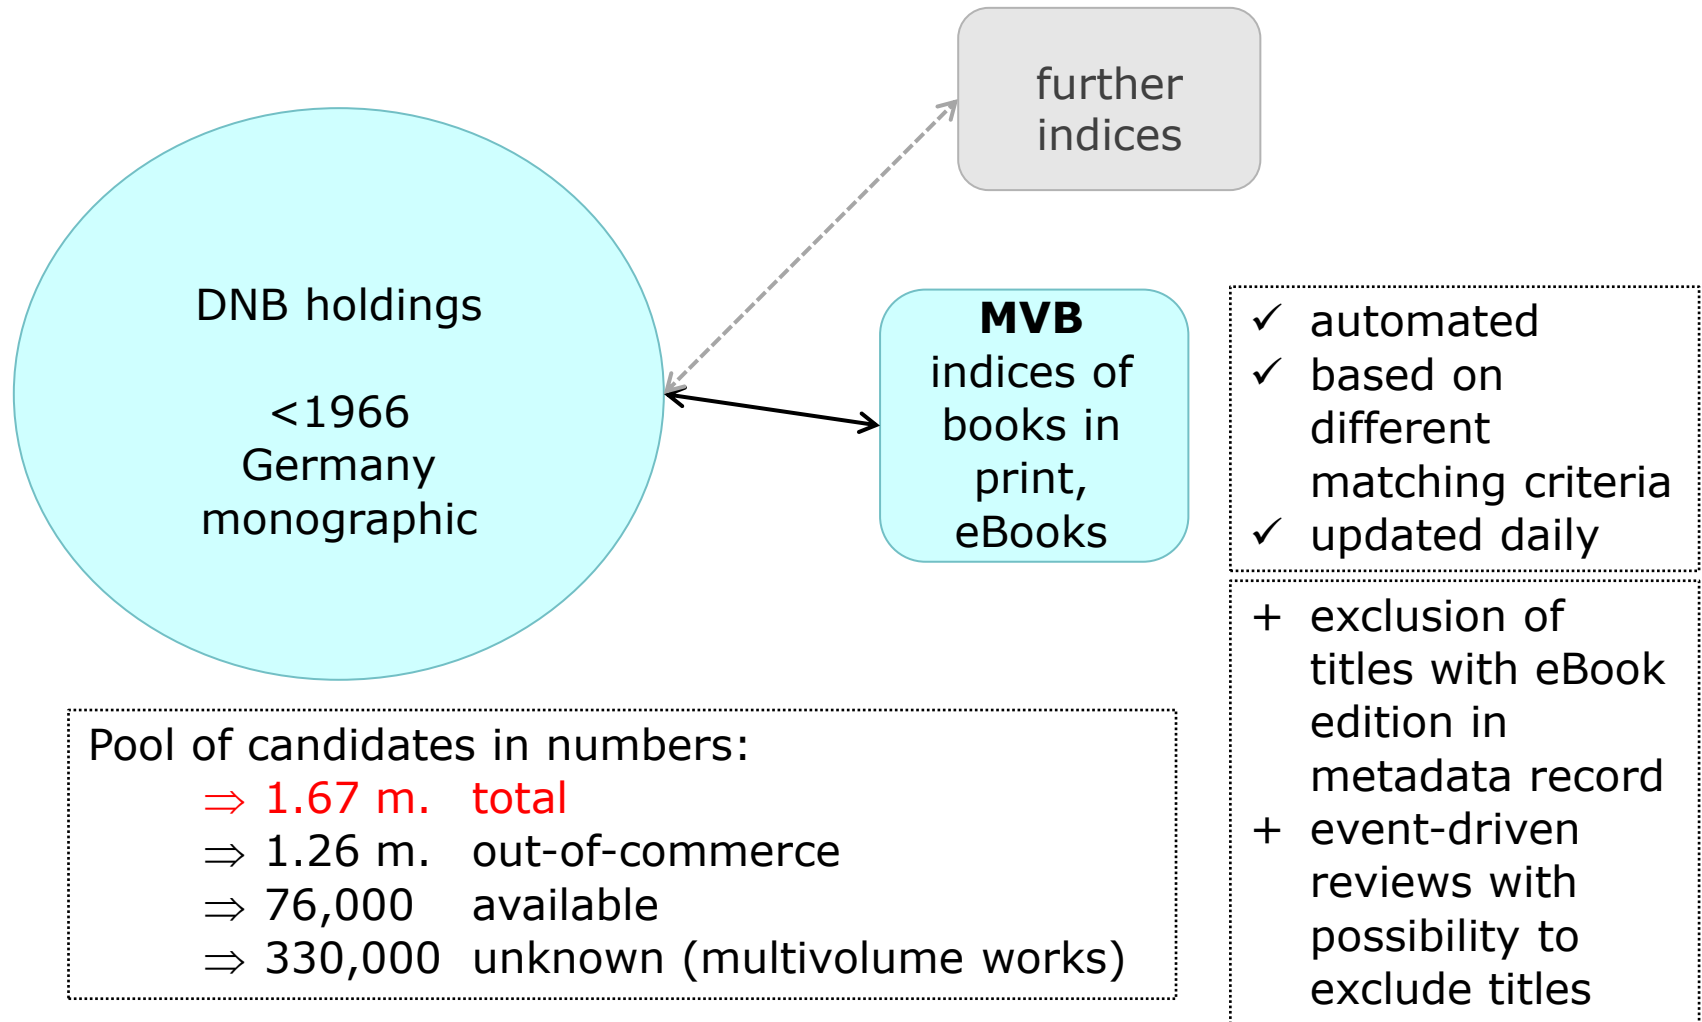 further
indices
DNB holdings
<1966
Germany
monographic
MVB
indices of
books in
print,
eBooks
✓ automated
✓ based on
different
matching criteria
✓ updated daily
+ exclusion of
titles with eBook
edition in
metadata record
+ event-driven
reviews with
possibility to
exclude titles
Pool of candidates in numbers:
⇒ 1.67 m. total
⇒ 1.26 m. out-of-commerce
⇒ 76,000 available
⇒ 330,000 unknown (multivolume works)